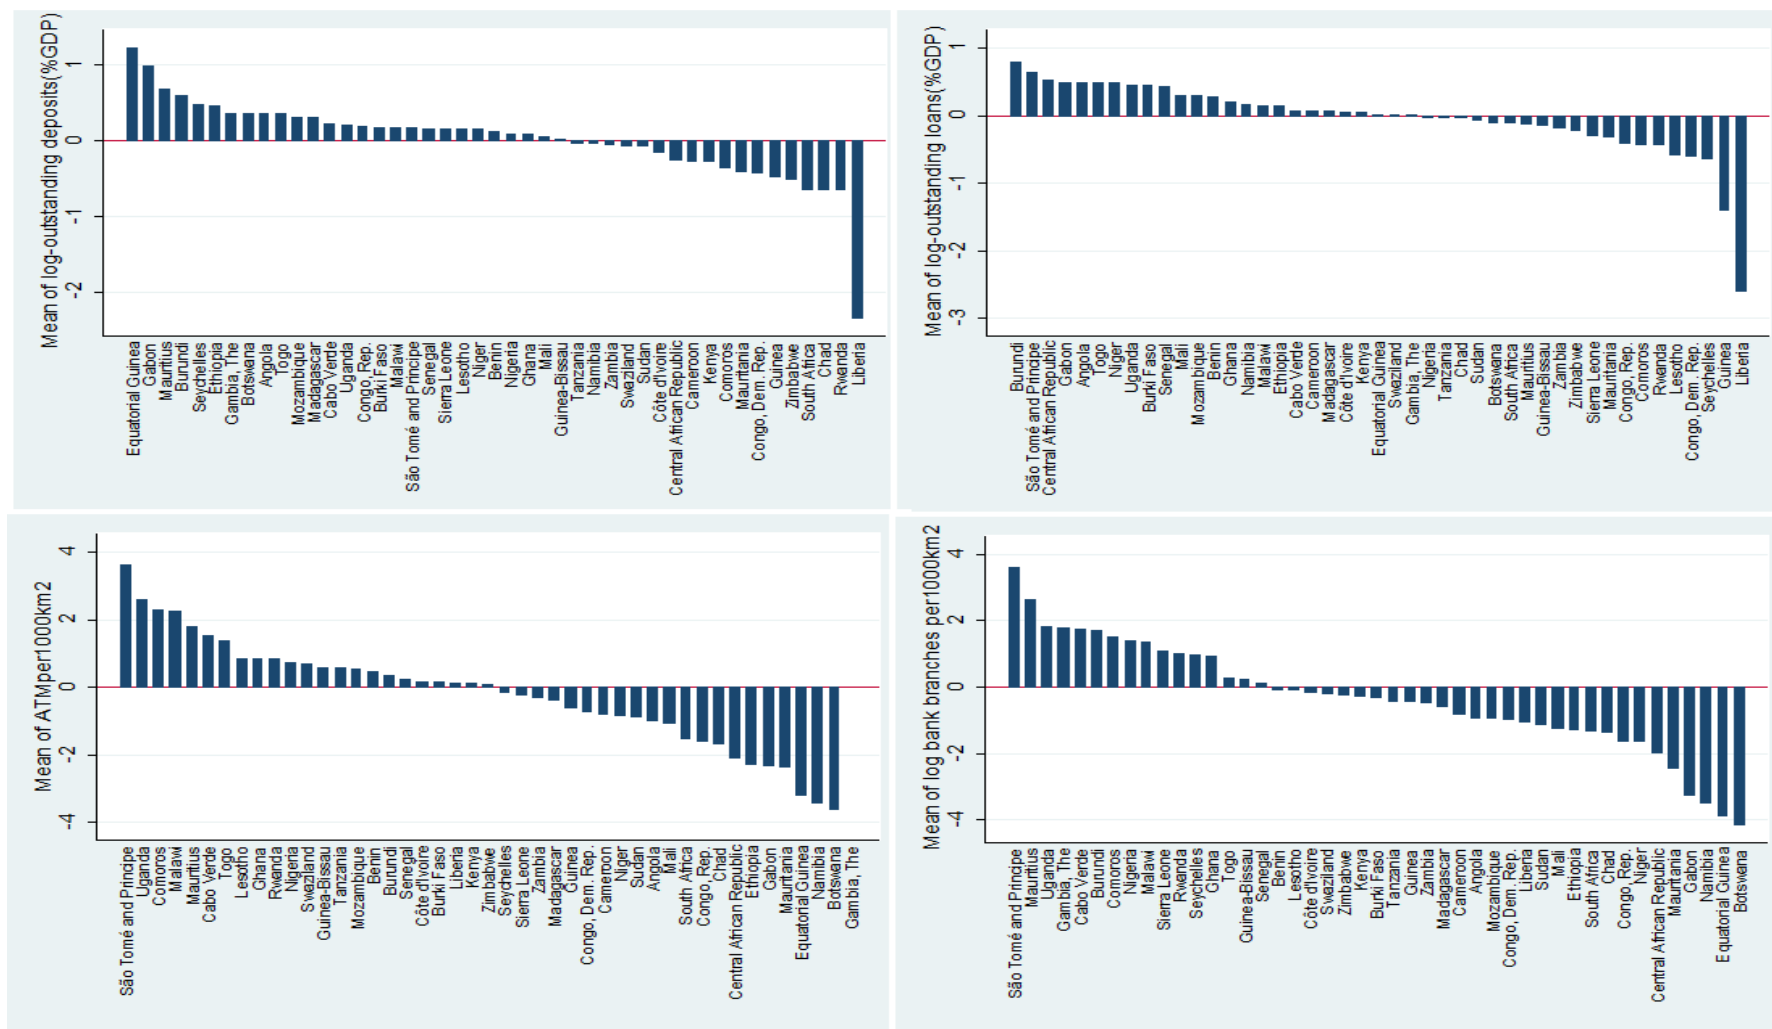 Mean of log-outstanding deposits(%GDP)
1
0
-1
-2
Equatorial Guinea
Gabon
Mauritius
Burundi
Seychelles
Ethiopia
Gambia, The
Botswana
Angola
Togo
Mozambique
Madagascar
Cabo Verde
Uganda
Congo, Rep.
Burki Faso
Malawi
São Tomé and Principe
Senegal
Sierra Leone
Lesotho
Niger
Benin
Nigeria
Ghana
Mali
Guinea-Bissau
Tanzania
Namibia
Zambia
Swaziland
Sudan
Côte d'Ivoire
Central African Republic
Cameroon
Kenya
Comoros
Mauritania
Congo, Dem. Rep.
Guinea
Zimbabwe
South Africa
Chad
Rwanda
Liberia
Mean of log-outstanding loans(%GDP)
1
0
-1
-2
-3
Burundi
São Tomé and Principe
Central African Republic
Gabon
Angola
Togo
Niger
Uganda
Burki Faso
Senegal
Mali
Mozambique
Benin
Ghana
Namibia
Malawi
Ethiopia
Cabo Verde
Cameroon
Madagascar
Côte d'Ivoire
Kenya
Equatorial Guinea
Swaziland
Gambia, The
Nigeria
Tanzania
Chad
Sudan
Botswana
South Africa
Mauritius
Guinea-Bissau
Zambia
Zimbabwe
Sierra Leone
Mauritania
Congo, Rep.
Comoros
Rwanda
Lesotho
Congo, Dem. Rep.
Seychelles
Guinea
Liberia
Mean of ATMper1000km2
4
2
0
-2
-4
São Tomé and Principe
Uganda
Comoros
Malawi
Mauritius
Cabo Verde
Togo
Lesotho
Ghana
Rwanda
Nigeria
Swaziland
Guinea-Bissau
Tanzania
Mozambique
Benin
Burundi
Senegal
Côte d'Ivoire
Burki Faso
Liberia
Kenya
Zimbabwe
Seychelles
Sierra Leone
Zambia
Madagascar
Guinea
Congo, Dem. Rep.
Cameroon
Niger
Sudan
Angola
Mali
South Africa
Congo, Rep.
Chad
Central African Republic
Ethiopia
Gabon
Mauritania
Equatorial Guinea
Namibia
Botswana
Gambia, The
Mean of log bank branches per1000km2
4
2
0
-2
-4
São Tomé and Principe
Mauritius
Uganda
Gambia, The
Cabo Verde
Burundi
Comoros
Nigeria
Malawi
Sierra Leone
Rwanda
Seychelles
Ghana
Togo
Guinea-Bissau
Senegal
Benin
Lesotho
Côte d'Ivoire
Swaziland
Zimbabwe
Kenya
Burki Faso
Tanzania
Guinea
Zambia
Madagascar
Cameroon
Angola
Mozambique
Congo, Dem. Rep.
Liberia
Sudan
Mali
Ethiopia
South Africa
Chad
Congo, Rep.
Niger
Central African Republic
Mauritania
Gabon
Namibia
Equatorial Guinea
Botswana